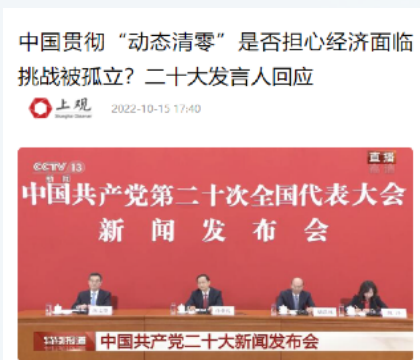 中国贯彻“动态清零”是否担心经济面临
挑战被孤立？二十大发言人回应
上观
2022-10-15 17:40
CCTV 13
直播
中国共产党第二十次全国代表大会
新闻发布会
中国共产党二十大新闻发布会